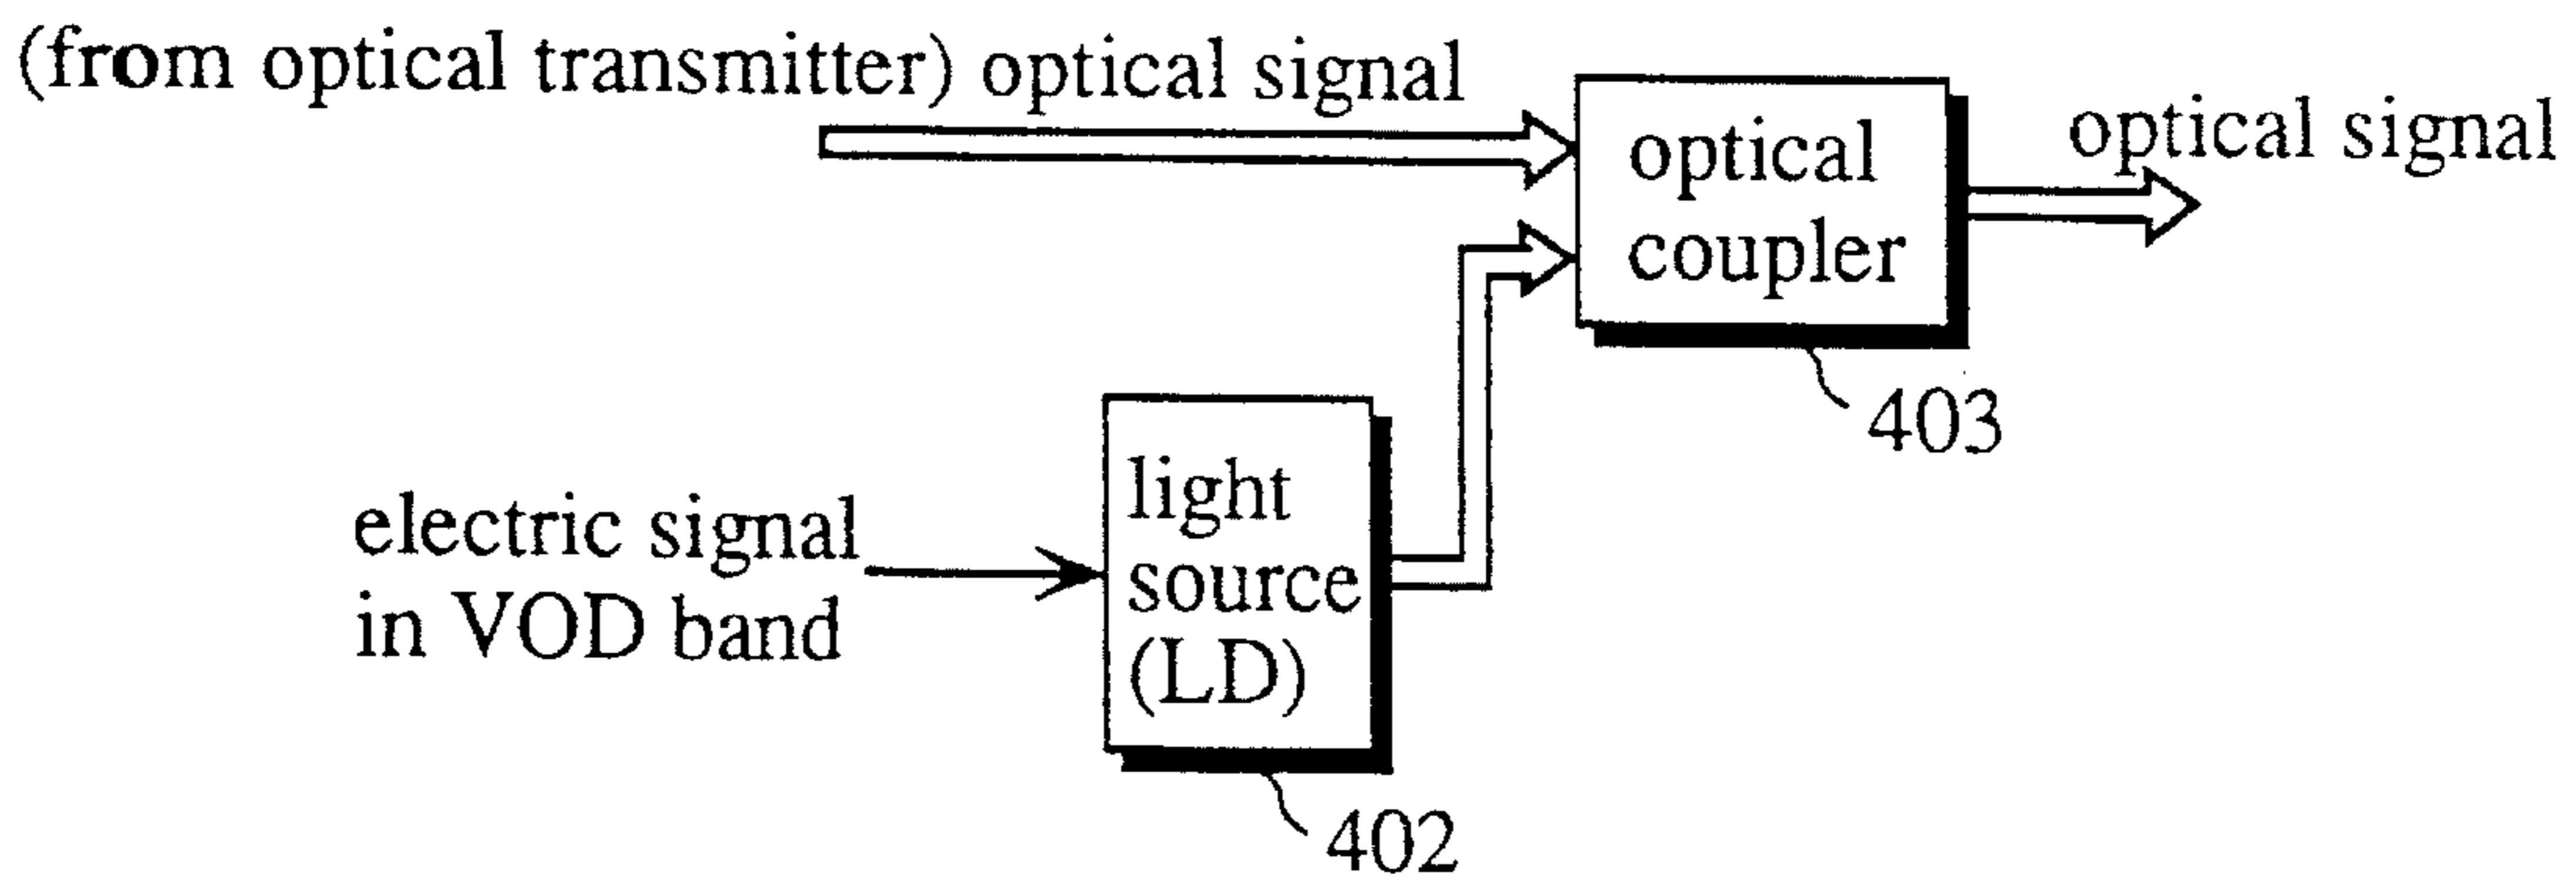 (from optical transmitter) optical signal
optical
coupler
optical signal
403
electric signal
in VOD band
light
source
(LD)
402